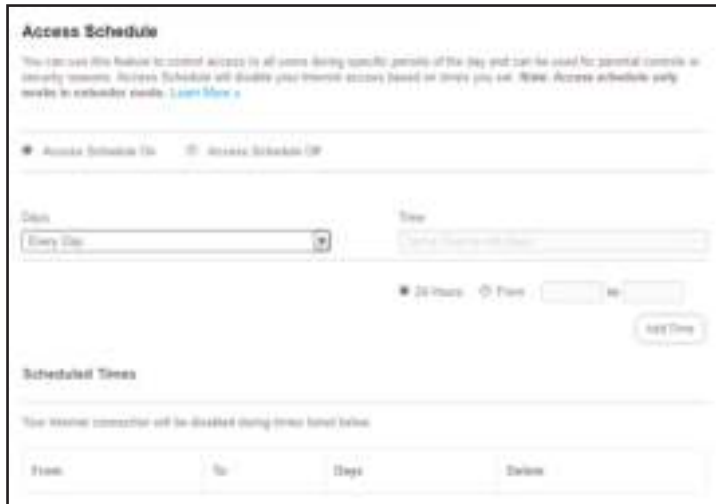 Access Schedule
You can use this feature to control access to all users during specific periods of the day and can be used for parental controls or
security reasons. Access Schedule will disable your internet access based on times you set. Note: Access schedule only
works in extender mode. Learn More »
Access Schedule On Access Schedule Off
Days Time
Every Day
24 Hours From to
Add Time
Scheduled Times
Your internet connection will be disabled during times listed below.
From To Days Delete